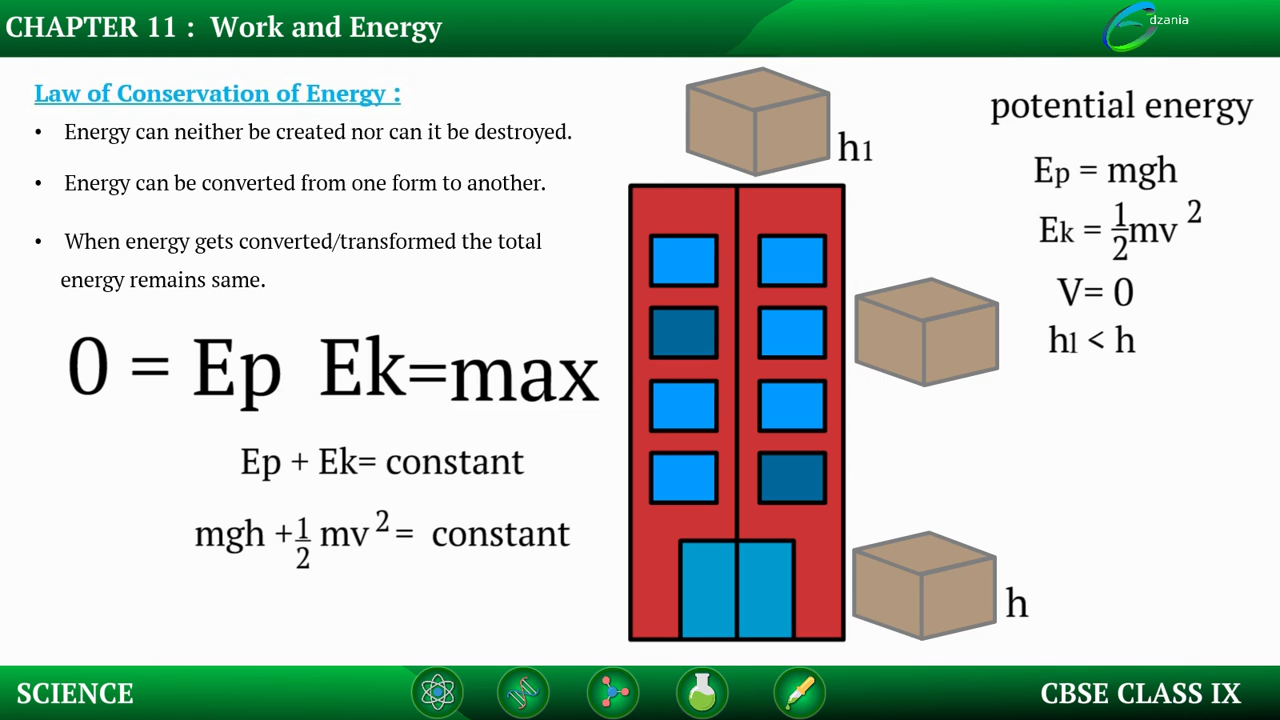 CHAPTER 11 :  Work and Energy
dzania
Law of Conservation of Energy :
• Energy can neither be created nor can it be destroyed.
• Energy can be converted from one form to another.
• When energy gets converted/transformed the total
energy remains same.
0 = Ep  Ek=max
Ep + Ek= constant
mgh + 1/2 mv² = constant
h1
h
potential energy
Ep = mgh
Ek = 1/2 mv²
V= 0
h1 < h
SCIENCE
CBSE CLASS IX